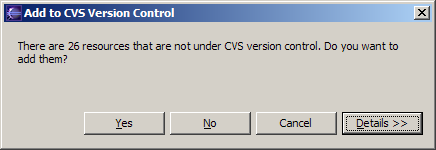 Add to CVS Version Control
There are 26 resources that are not under CVS version control. Do you want to
add them?
Yes
No
Cancel
Details >>